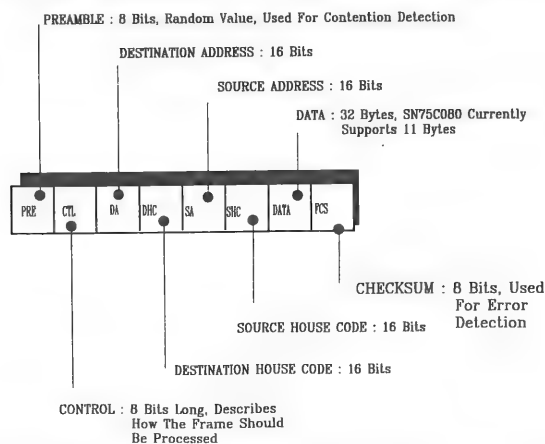 PREAMBLE : 8 Bits, Random Value, Used For Contention Detection
DESTINATION ADDRESS : 16 Bits
SOURCE ADDRESS : 16 Bits
DATA : 32 Bytes, SN75C080 Currently
Supports 11 Bytes
PRE CTL DA DHC SA SHC DATA FCS
CHECKSUM : 8 Bits, Used
For Error
Detection
SOURCE HOUSE CODE : 16 Bits
DESTINATION HOUSE CODE : 16 Bits
CONTROL : 8 Bits Long, Describes
How The Frame Should
Be Processed